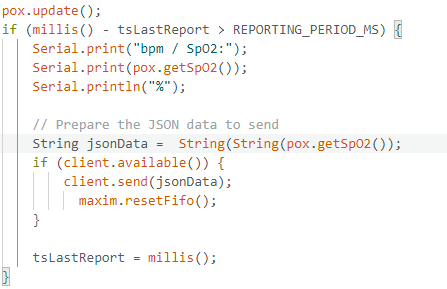 pox.update();
if (millis() - tsLastReport > REPORTING_PERIOD_MS) {
Serial.print("bpm / SpO2:");
Serial.print(pox.getSpO2());
Serial.println("%");
// Prepare the JSON data to send
String jsonData =  String(String(pox.getSpO2());
if (client.available()) {
client.send(jsonData);
maxim.resetFifo();
}
tsLastReport = millis();
}